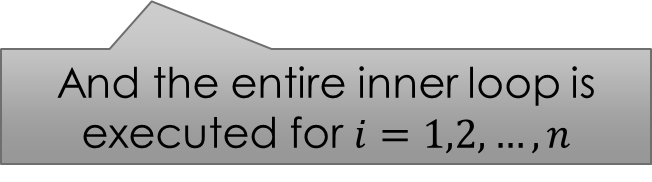 And the entire inner loop is
executed for i = 1,2, … , n